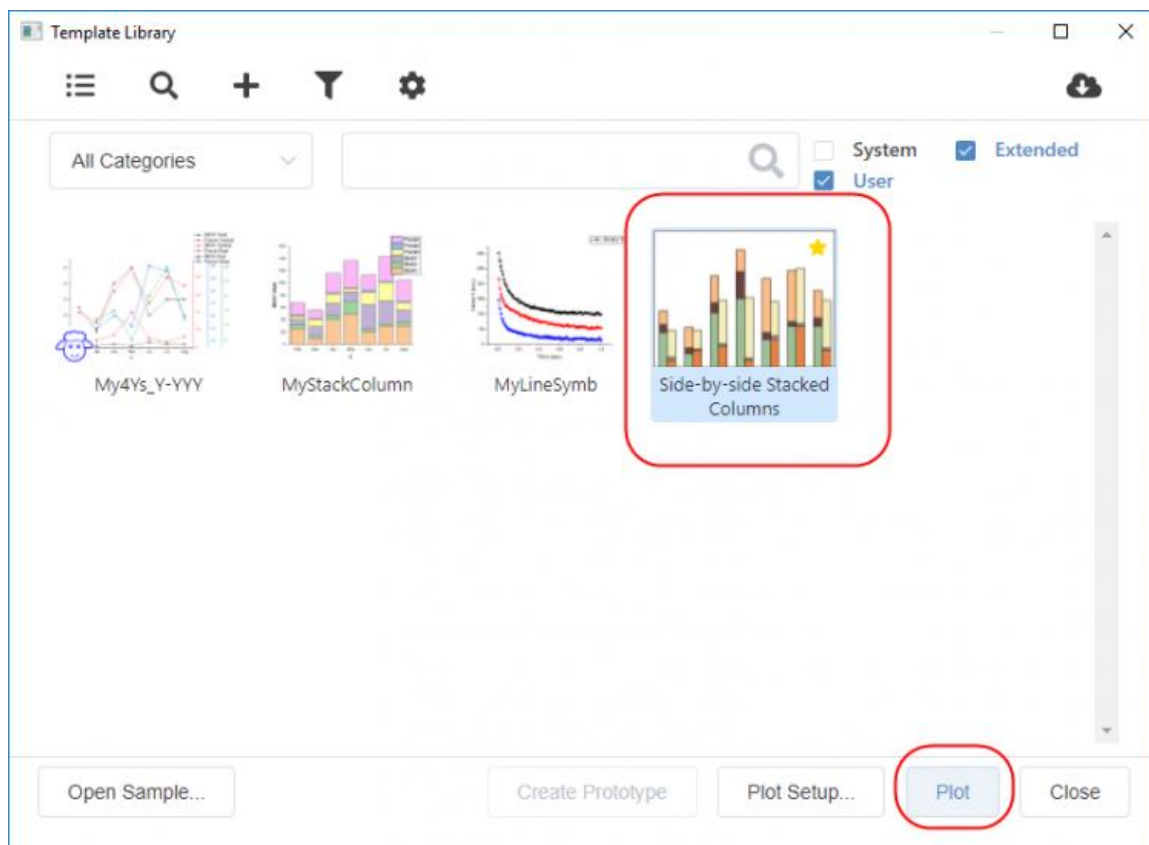 Template Library
All Categories
System
Extended
User
My4Ys_Y-YYY
MyStackColumn
MyLineSymb
Side-by-side Stacked
Columns
Open Sample...
Create Prototype
Plot Setup...
Plot
Close